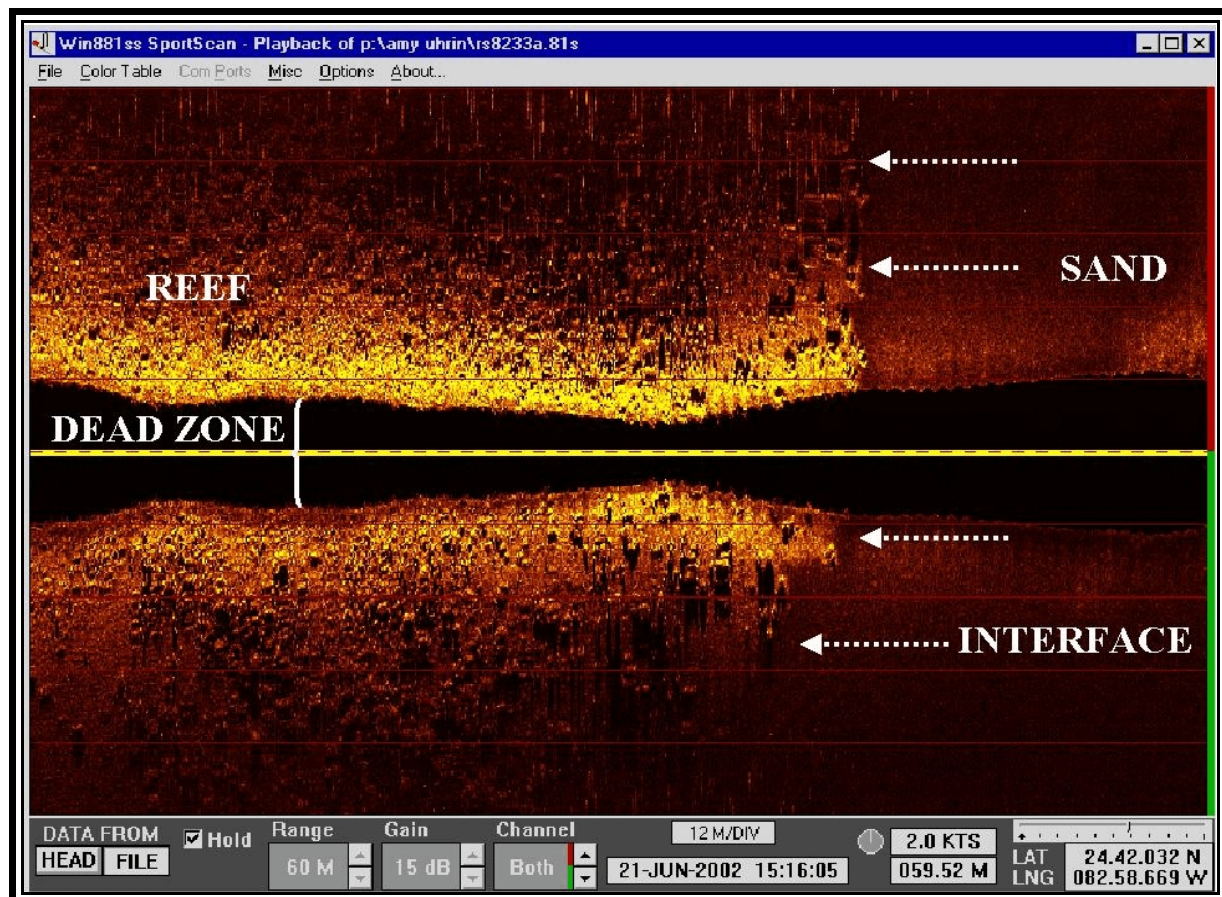 Win881ss SportScan - Playback of p:\amy uhrin\rs8233a.81s
File Color Table Com Ports Misc Options About...
REEF
SAND
DEAD ZONE
INTERFACE
DATA FROM
HEAD FILE
Hold
Range
60 M
Gain
15 dB
Channel
Both
12 M/DIV
21-JUN-2002 15:16:05
2.0 KTS
059.52 M
LAT 24.42.032 N
LNG 082.58.669 W